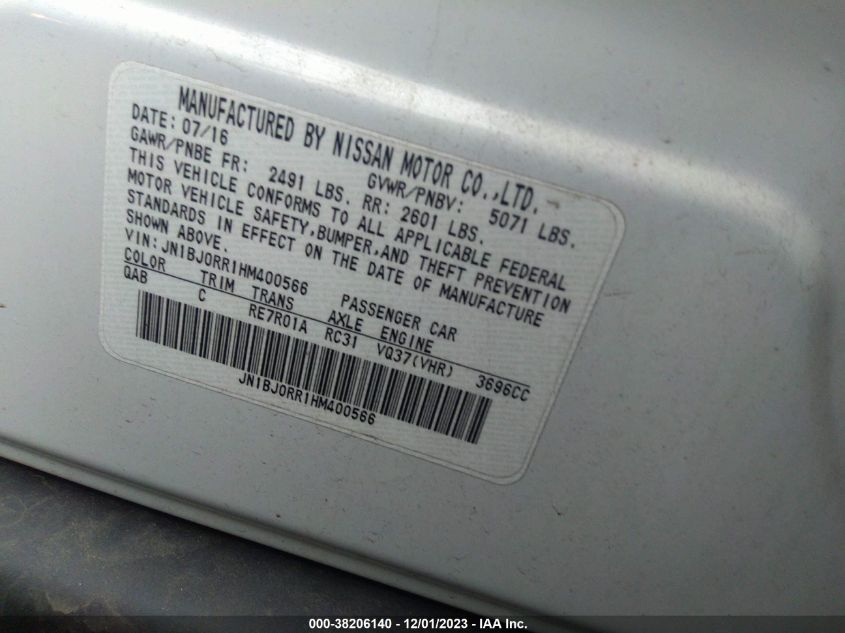 MANUFACTURED BY NISSAN MOTOR CO.,LTD.
DATE: 07/16
GAWR/PNBE FR: 2491 LBS. GVWR/PNBV: 5071 LBS.
RR: 2601 LBS.
THIS VEHICLE CONFORMS TO ALL APPLICABLE FEDERAL
MOTOR VEHICLE SAFETY,BUMPER,AND THEFT PREVENTION
STANDARDS IN EFFECT ON THE DATE OF MANUFACTURE
SHOWN ABOVE.
VIN: JN1BJ0RR1HM400566 PASSENGER CAR
COLOR TRIM TRANS AXLE ENGINE
QAB C RE7R01A RC31 VQ37(VHR) 3696CC
JN1BJ0RR1HM400566
000-38206140 - 12/01/2023 - IAA Inc.